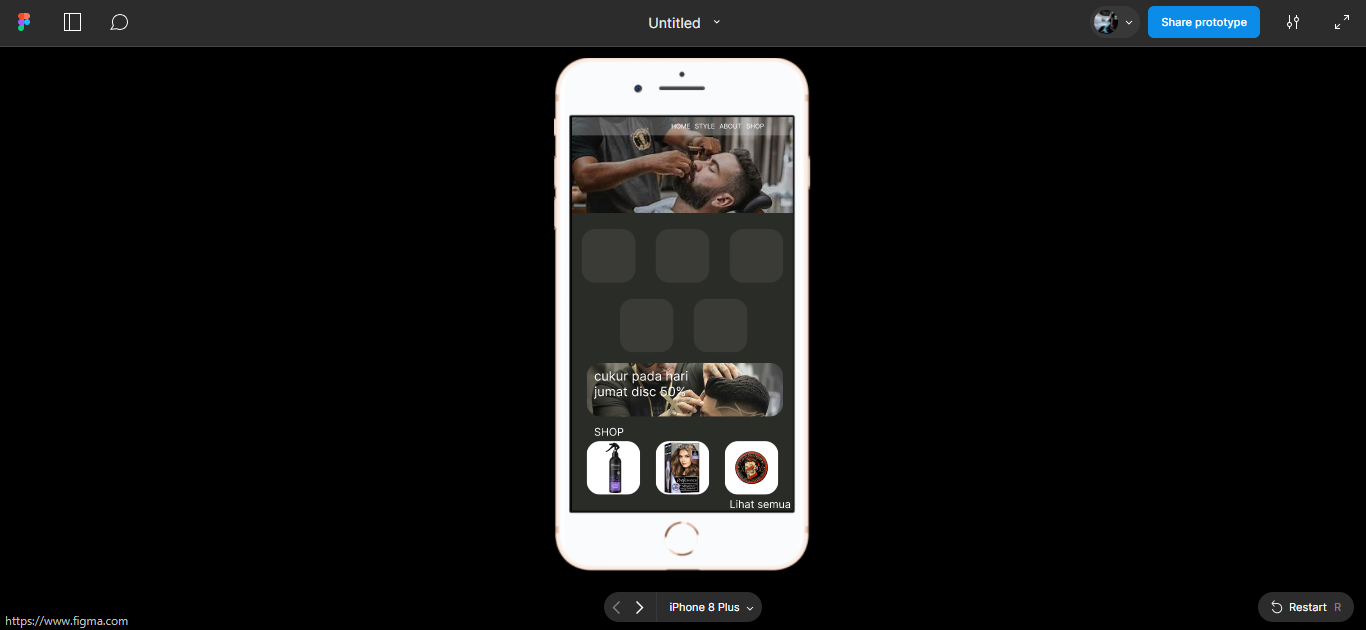 Untitled
Share prototype
HOME STYLE ABOUT SHOP
cukur pada hari
jumat disc 50%
SHOP
Lihat semua
iPhone 8 Plus
Restart R
https://www.figma.com